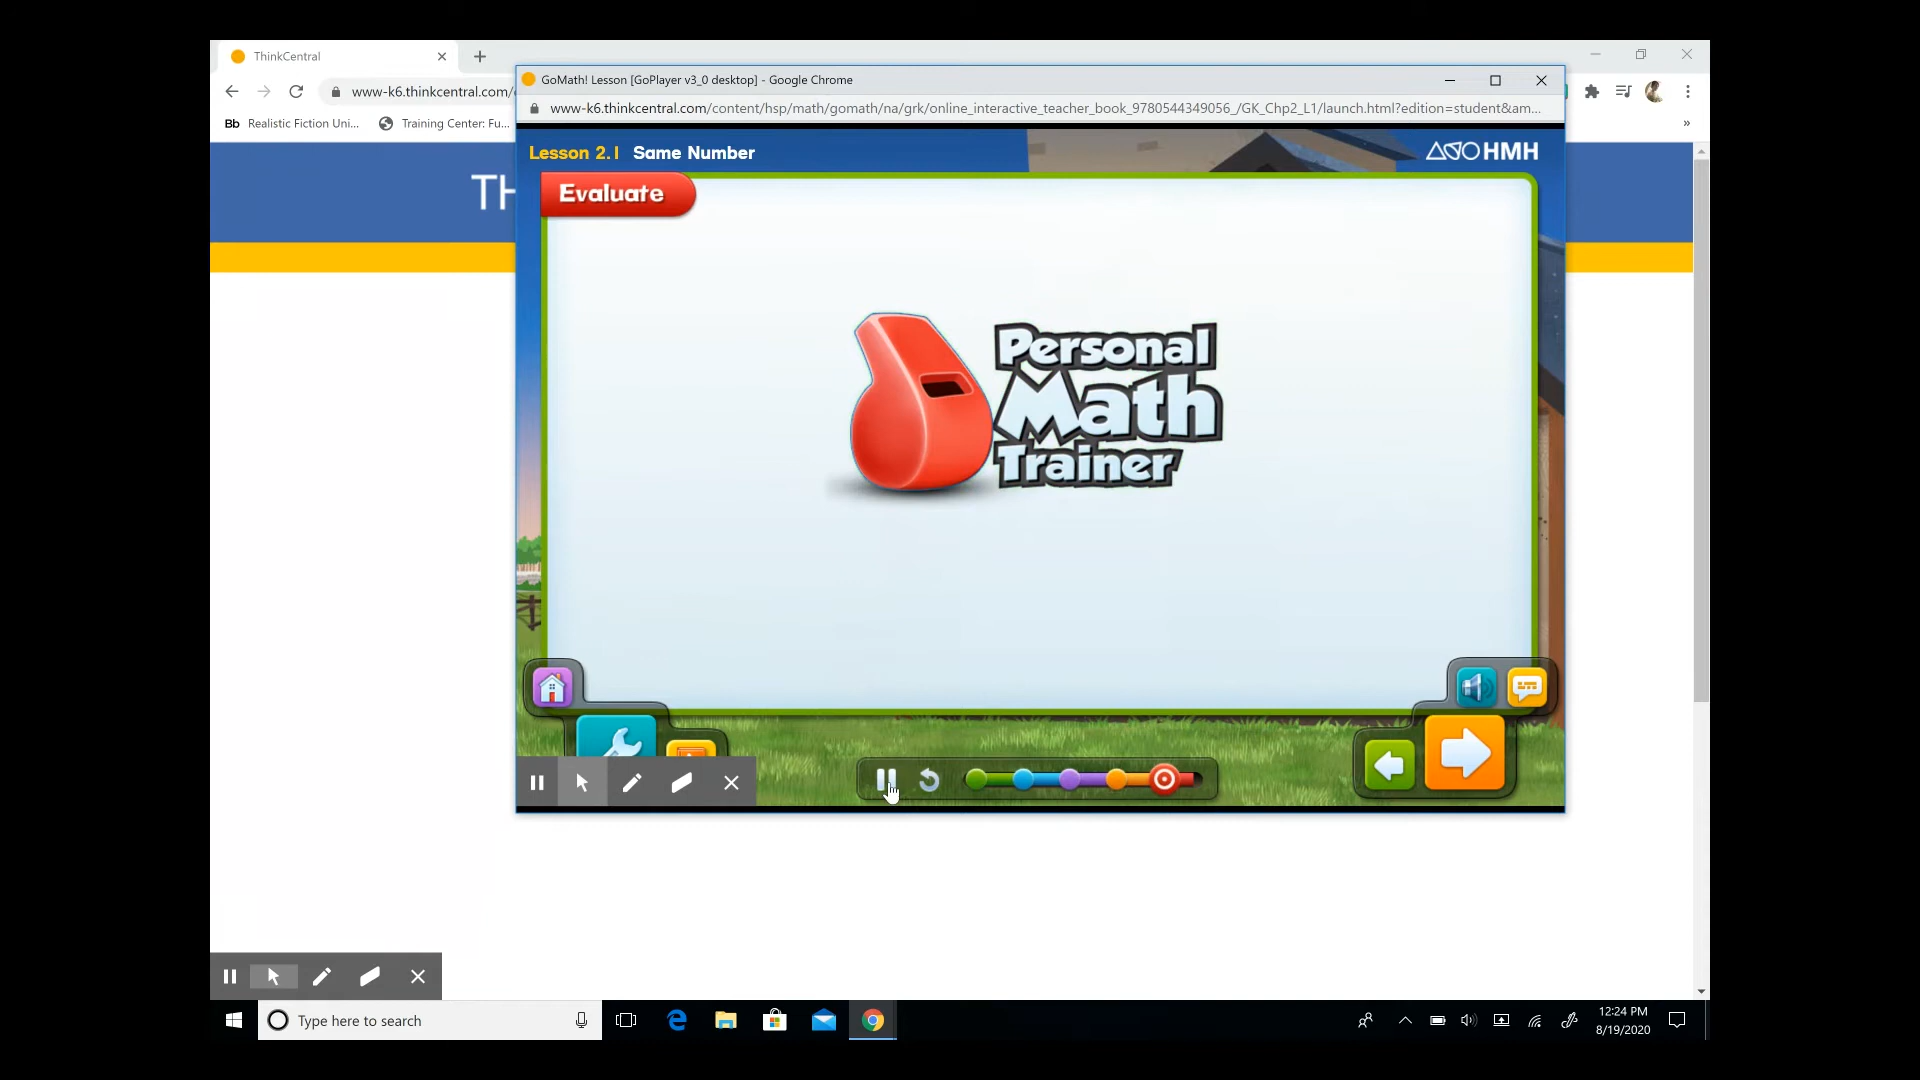 ThinkCentral
www-k6.thinkcentral.com/
Bb Realistic Fiction Uni...
Training Center: Fu...
»
TH
GoMath! Lesson [GoPlayer v3_0 desktop] - Google Chrome
www-k6.thinkcentral.com/content/hsp/math/gomath/na/grk/online_interactive_teacher_book_9780544349056_/GK_Chp2_L1/launch.html?edition=student&am...
Lesson 2.1 Same Number
HMH
Evaluate
Personal
Math
Trainer
Type here to search
12:24 PM
8/19/2020